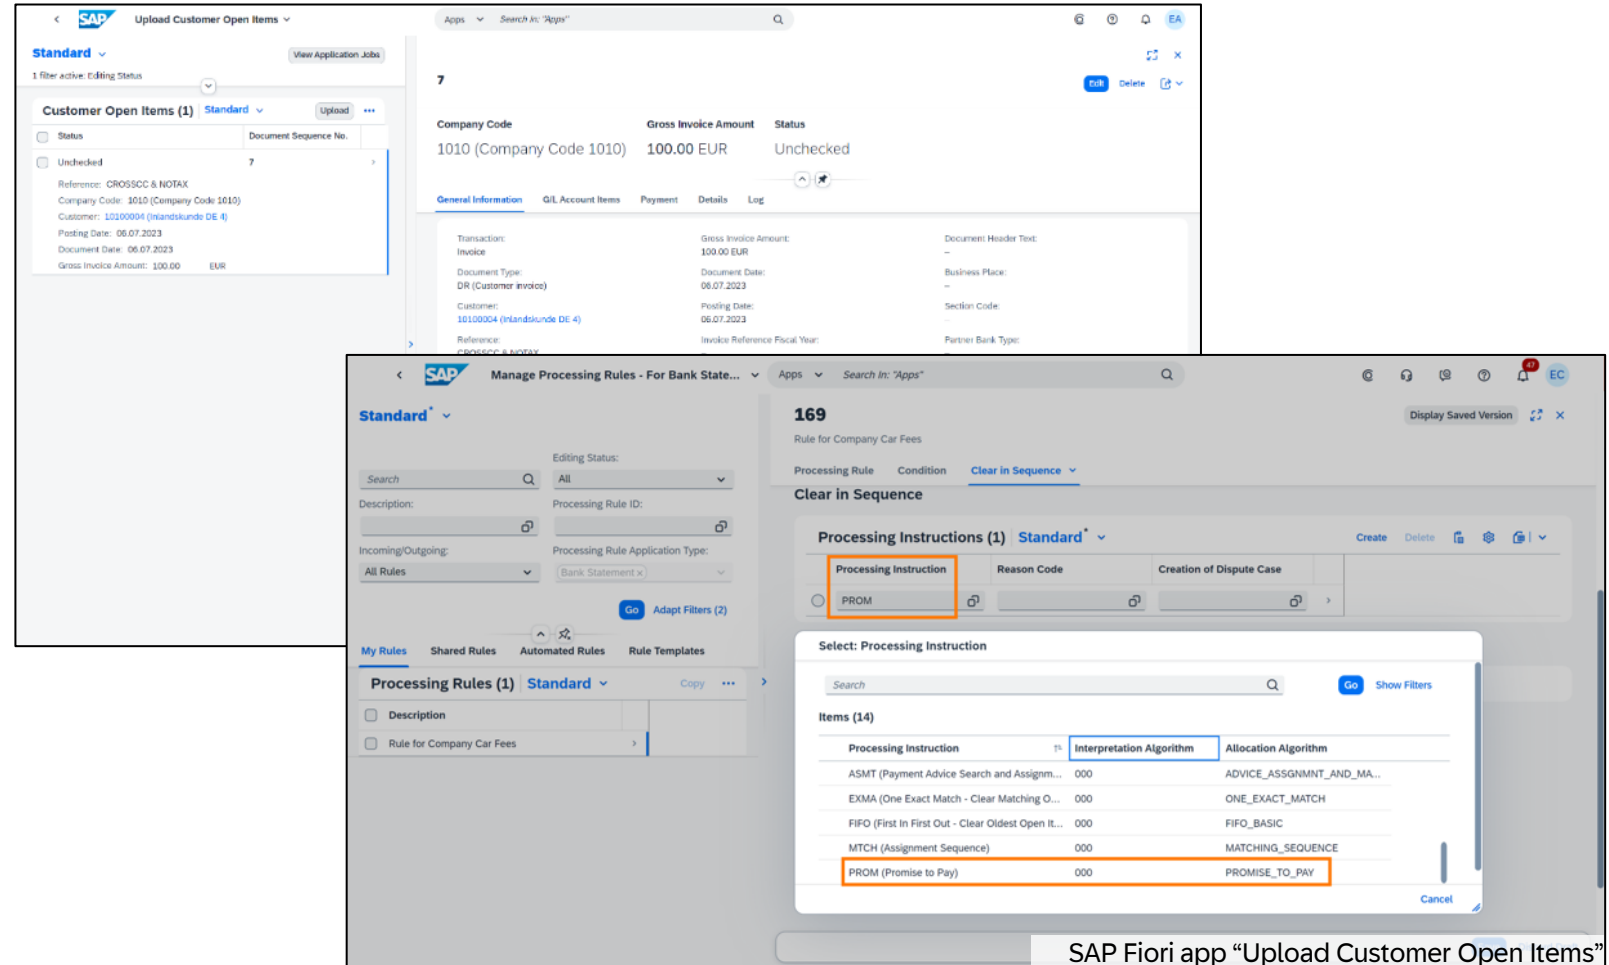 SAP Upload Customer Open Items
Apps Search In: "Apps"
EA
Standard
View Application Jobs
1 filter active: Editing Status
Customer Open Items (1) Standard Upload
Status Document Sequence No.
Unchecked 7
Reference: CROSSCC & NOTAX
Company Code: 1010 (Company Code 1010)
Customer: 10100004 (Inlandskunde DE 4)
Posting Date: 06.07.2023
Document Date: 06.07.2023
Gross Invoice Amount: 100.00 EUR
7
Edit Delete
Company Code Gross Invoice Amount Status
1010 (Company Code 1010) 100.00 EUR Unchecked
General Information G/L Account Items Payment Details Log
Transaction: Gross Invoice Amount: Document Header Text:
Invoice 100.00 EUR –
Document Type: Document Date: Business Place:
DR (Customer invoice) 06.07.2023 –
Customer: Posting Date: Section Code:
10100004 (Inlandskunde DE 4) 06.07.2023 –
Reference: Invoice Reference Fiscal Year: Partner Bank Type:
CROSSCC & NOTAX –
SAP Manage Processing Rules - For Bank State...
Apps Search In: "Apps"
47
EC
Standard*
Editing Status:
Search All
Description: Processing Rule ID:
Incoming/Outgoing: Processing Rule Application Type:
All Rules Bank Statement x
Go Adapt Filters (2)
My Rules Shared Rules Automated Rules Rule Templates
Processing Rules (1) Standard Copy ...
Description
Rule for Company Car Fees
169
Display Saved Version
Rule for Company Car Fees
Processing Rule Condition Clear in Sequence
Clear in Sequence
Processing Instructions (1) Standard* Create Delete
Processing Instruction Reason Code Creation of Dispute Case
PROM
Select: Processing Instruction
Search Go Show Filters
Items (14)
Processing Instruction Interpretation Algorithm Allocation Algorithm
ASMT (Payment Advice Search and Assignm... 000 ADVICE_ASSGNMNT_AND_MA...
EXMA (One Exact Match - Clear Matching O... 000 ONE_EXACT_MATCH
FIFO (First In First Out - Clear Oldest Open It... 000 FIFO_BASIC
MTCH (Assignment Sequence) 000 MATCHING_SEQUENCE
PROM (Promise to Pay) 000 PROMISE_TO_PAY
Cancel
SAP Fiori app “Upload Customer Open Items”